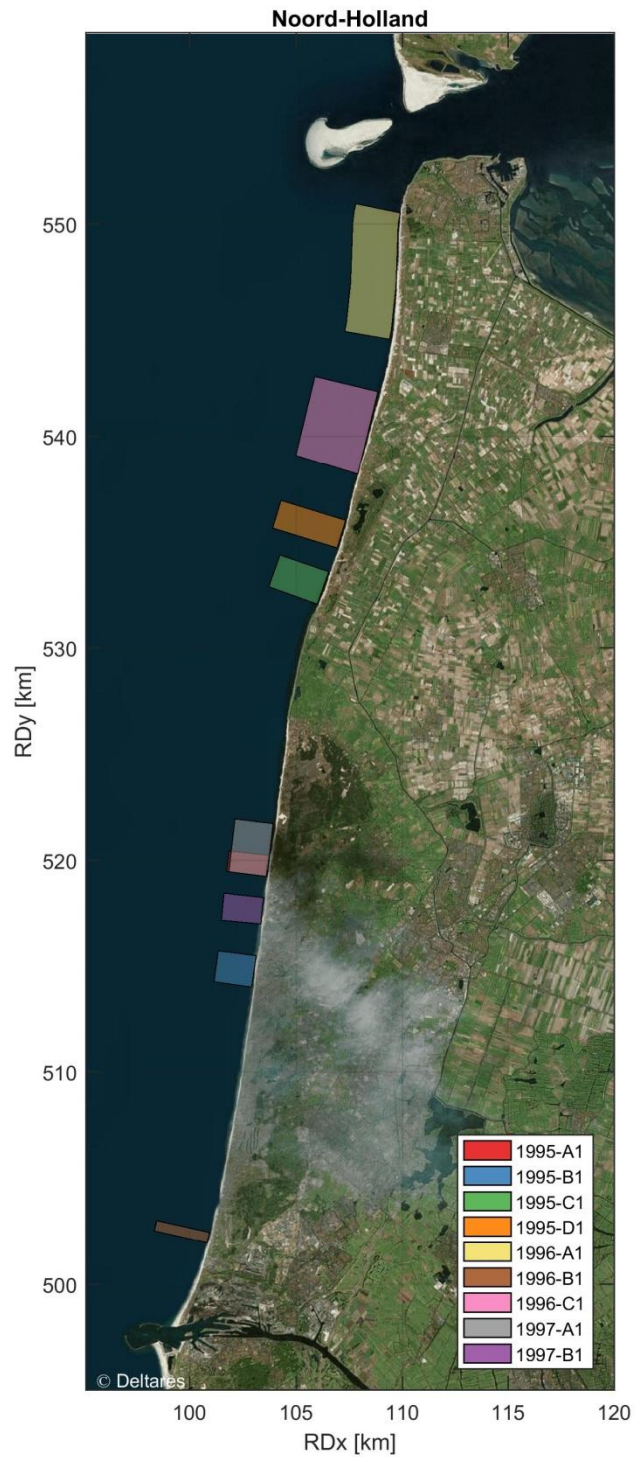 Noord-Holland
550
540
530
520
510
500
RDy [km]
1995-A1
1995-B1
1995-C1
1995-D1
1996-A1
1996-B1
1996-C1
1997-A1
1997-B1
© Deltares
100
105
110
115
120
RDx [km]